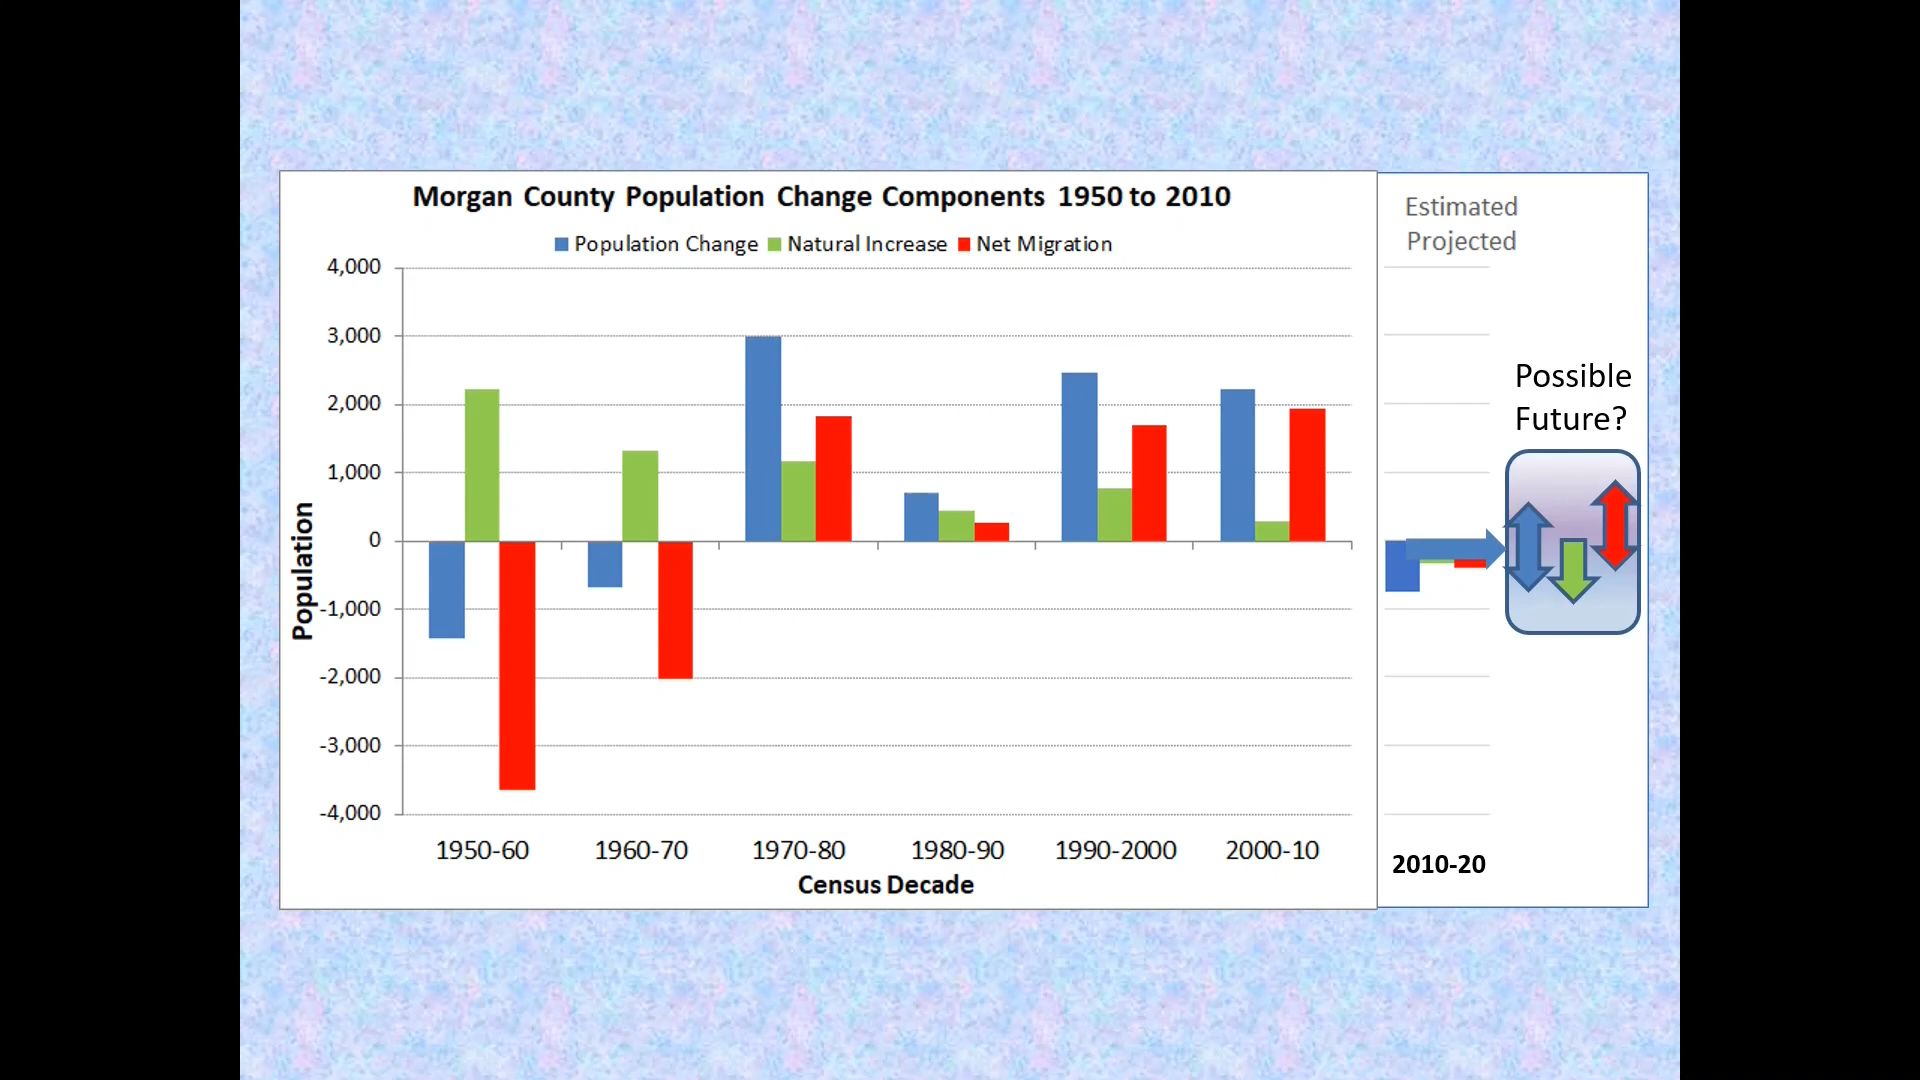 Morgan County Population Change Components 1950 to 2010
Population Change Natural Increase Net Migration
4,000
3,000
2,000
1,000
0
-1,000
-2,000
-3,000
-4,000
Population
1950-60 1960-70 1970-80 1980-90 1990-2000 2000-10
Census Decade
Estimated
Projected
Possible
Future?
2010-20